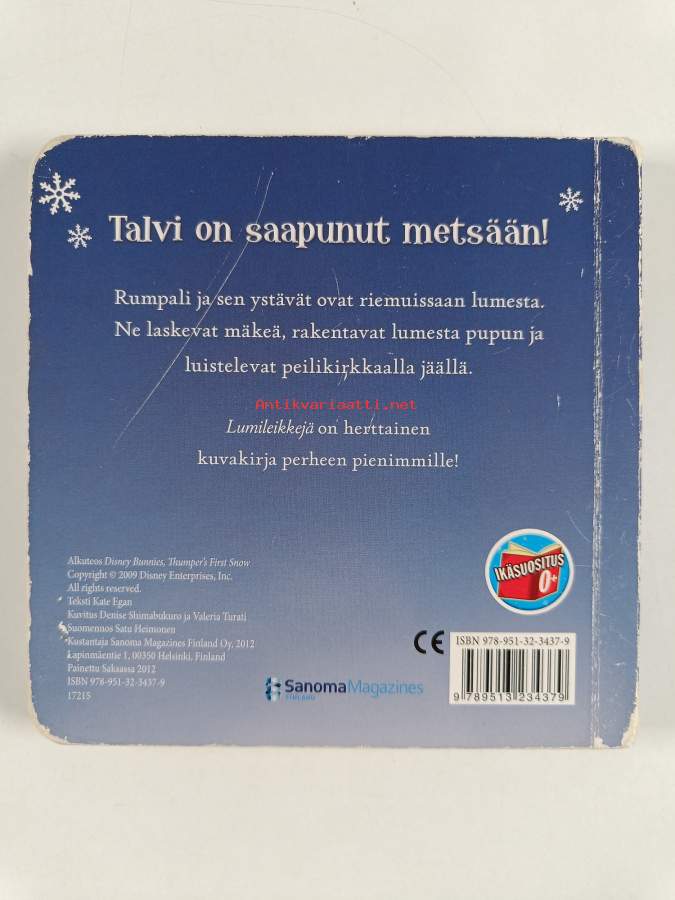 Talvi on saapunut metsään!
Rumpali ja sen ystävät ovat riemuissaan lumesta.
Ne laskevat mäkeä, rakentavat lumesta pupun ja
luistelevat peilikirkkaalla jäällä.
Antikvariaatti.net
Lumileikkejä on herttainen
kuvakirja perheen pienimmille!
IKÄSUOSITUS
0+
Alkuteos Disney Bunnies, Thumper's First Snow
Copyright © 2009 Disney Enterprises, Inc.
All rights reserved.
Teksti Kate Egan
Kuvitus Denise Shimabukuro ja Valeria Turati
Suomennos Satu Heimonen
Kustantaja Sanoma Magazines Finland Oy, 2012
Lapinmäentie 1, 00350 Helsinki, Finland
Painettu Saksassa 2012
ISBN 978-951-32-3437-9
17215
SanomaMagazines
FINLAND
CE
ISBN 978-951-32-3437-9
9 789513 234379